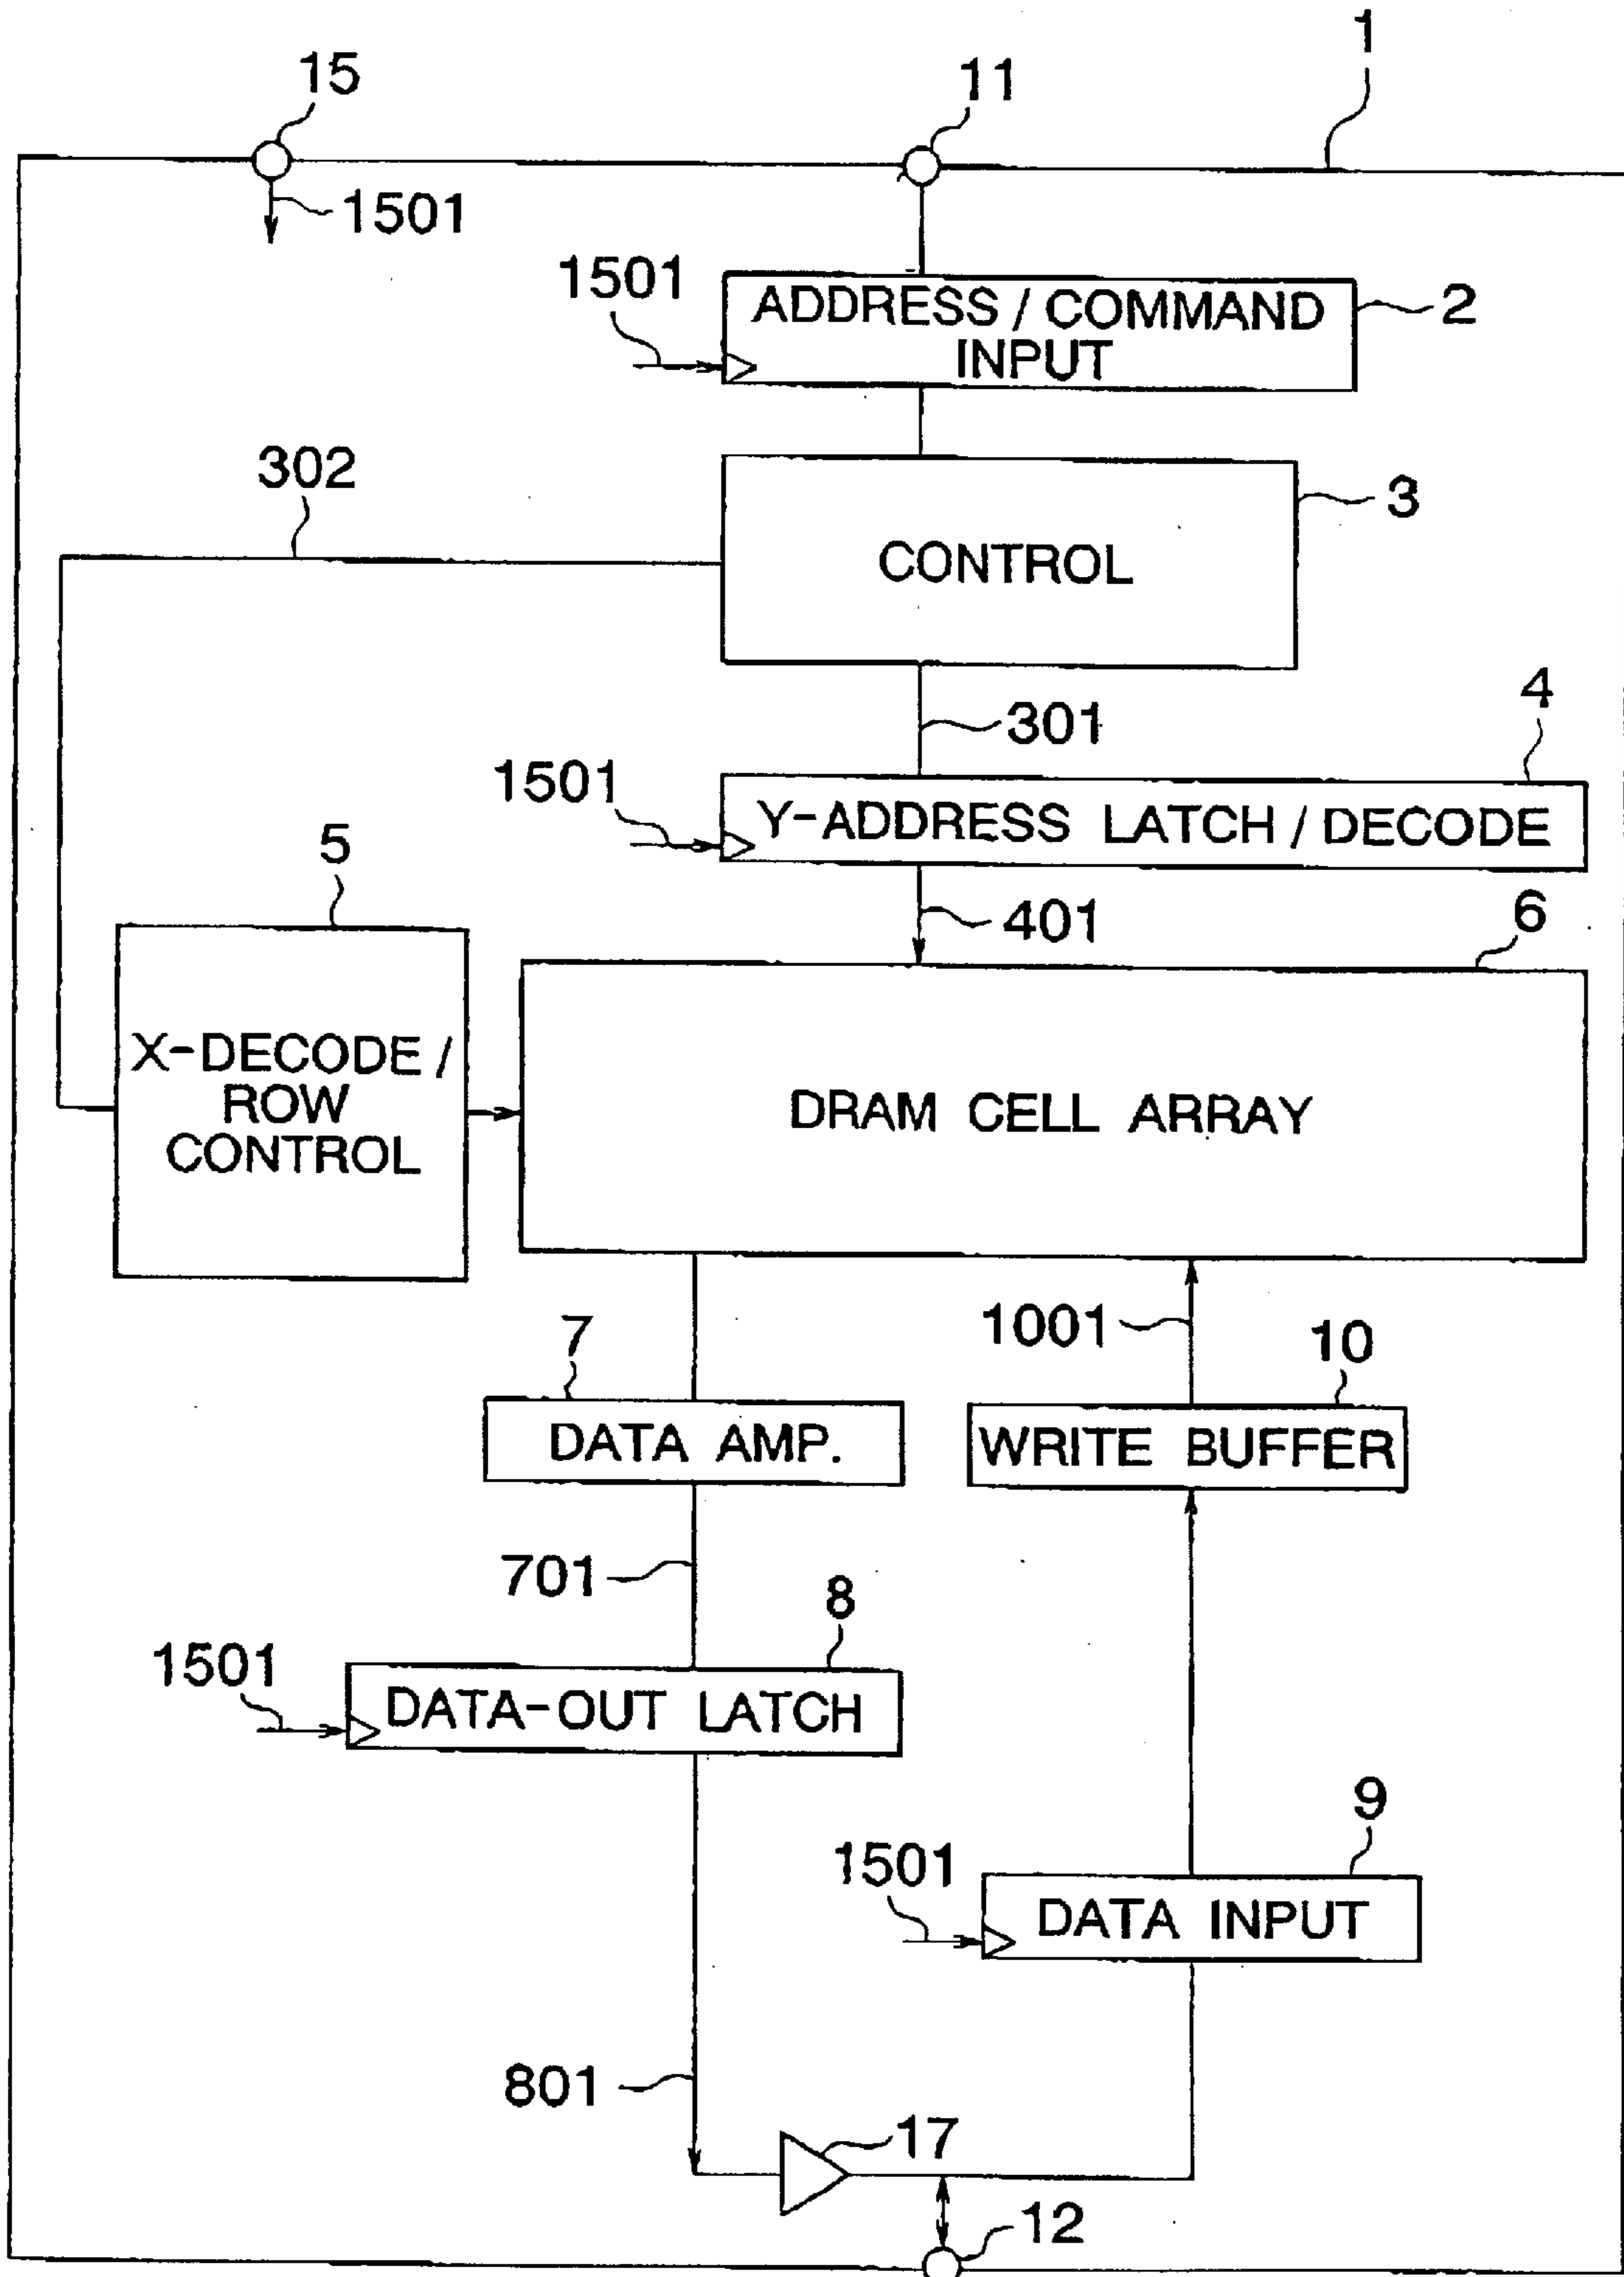 1
15
11
1501
1501
ADDRESS / COMMAND
INPUT
2
302
3
CONTROL
301
4
1501
Y-ADDRESS LATCH / DECODE
5
401
6
X-DECODE /
ROW
CONTROL
DRAM CELL ARRAY
1001
7
10
DATA AMP.
WRITE BUFFER
701
8
1501
DATA-OUT LATCH
9
1501
DATA INPUT
801
17
12